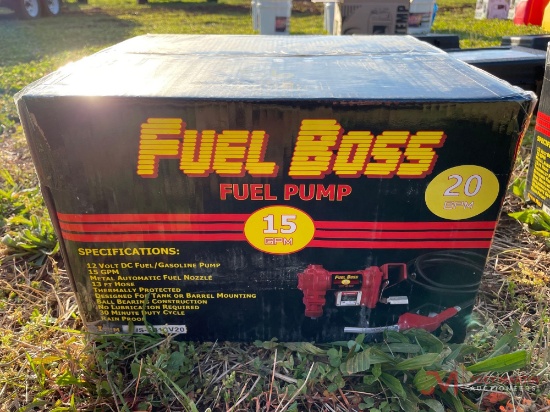 FUEL BOSS
FUEL PUMP
20
GPM
15
GPM
SPECIFICATIONS:
12 VOLT DC FUEL/GASOLINE PUMP
15 GPM
METAL AUTOMATIC FUEL NOZZLE
13 FT HOSE
THERMALLY PROTECTED
DESIGNED FOR TANK OR BARREL MOUNTING
BALL BEARING CONSTRUCTION
NO LUBRICATION REQUIRED
30 MINUTE DUTY CYCLE
RAIN PROOF
FUEL BOSS
AUCTIONEERS